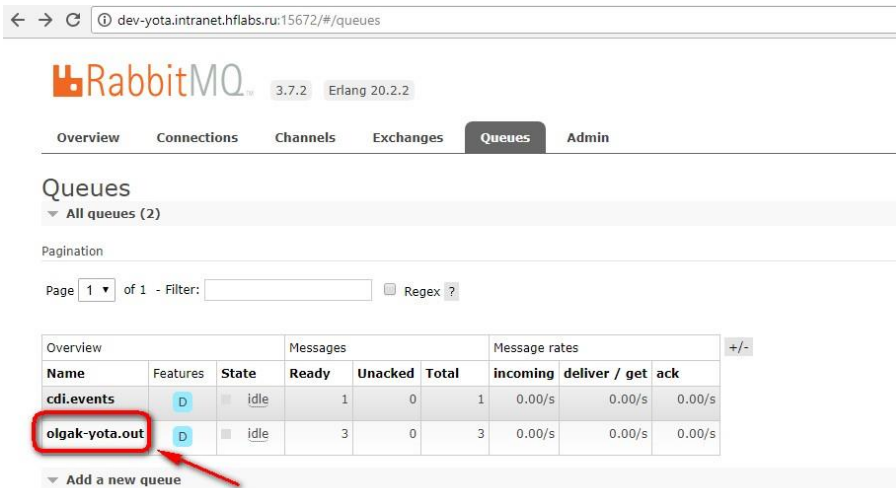 dev-yota.intranet.hflabs.ru:15672/#/queues
RabbitMQ 3.7.2 Erlang 20.2.2
Overview Connections Channels Exchanges Queues Admin
Queues
All queues (2)
Pagination
Page 1 of 1 - Filter: Regex ?
Overview Messages Message rates +/-
Name Features State Ready Unacked Total incoming deliver / get ack
cdi.events D idle 1 0 1 0.00/s 0.00/s 0.00/s
olgak-yota.out D idle 3 0 3 0.00/s 0.00/s 0.00/s
Add a new queue